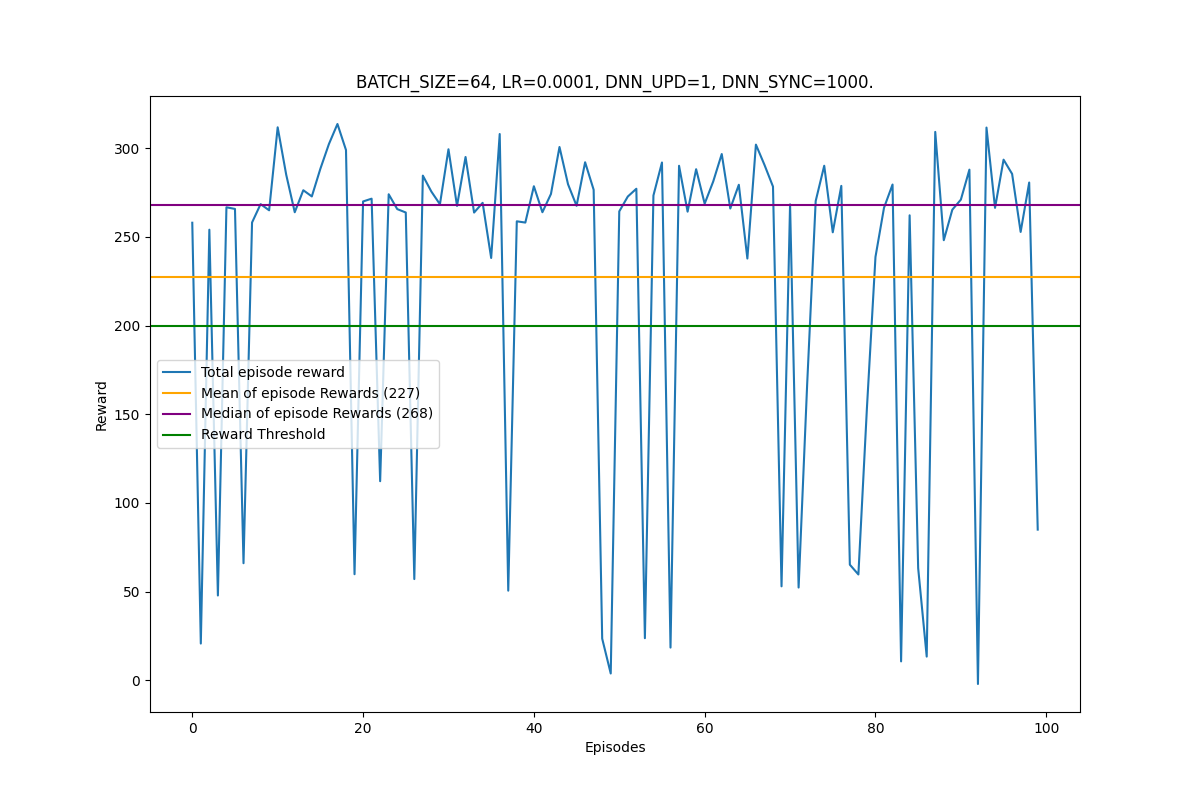 BATCH_SIZE=64, LR=0.0001, DNN_UPD=1, DNN_SYNC=1000.
300
250
200
150
100
50
0
Reward
Total episode reward
Mean of episode Rewards (227)
Median of episode Rewards (268)
Reward Threshold
0 20 40 60 80 100
Episodes